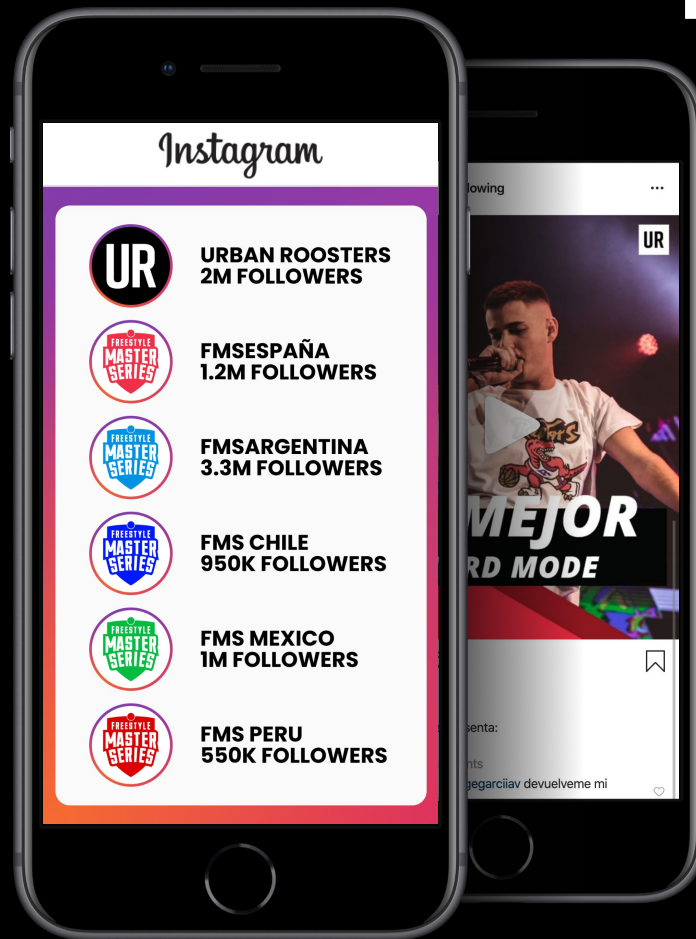 Instagram
UR
URBAN ROOSTERS
2M FOLLOWERS
FREESTYLE
MASTER
SERIES
FMSESPAÑA
1.2M FOLLOWERS
FREESTYLE
MASTER
SERIES
FMSARGENTINA
3.3M FOLLOWERS
FREESTYLE
MASTER
SERIES
FMS CHILE
950K FOLLOWERS
FREESTYLE
MASTER
SERIES
FMS MEXICO
1M FOLLOWERS
FREESTYLE
MASTER
SERIES
FMS PERU
550K FOLLOWERS
lowing
UR
MEJOR
RD MODE
senta:
nts
gegarciiav devuelveme mi